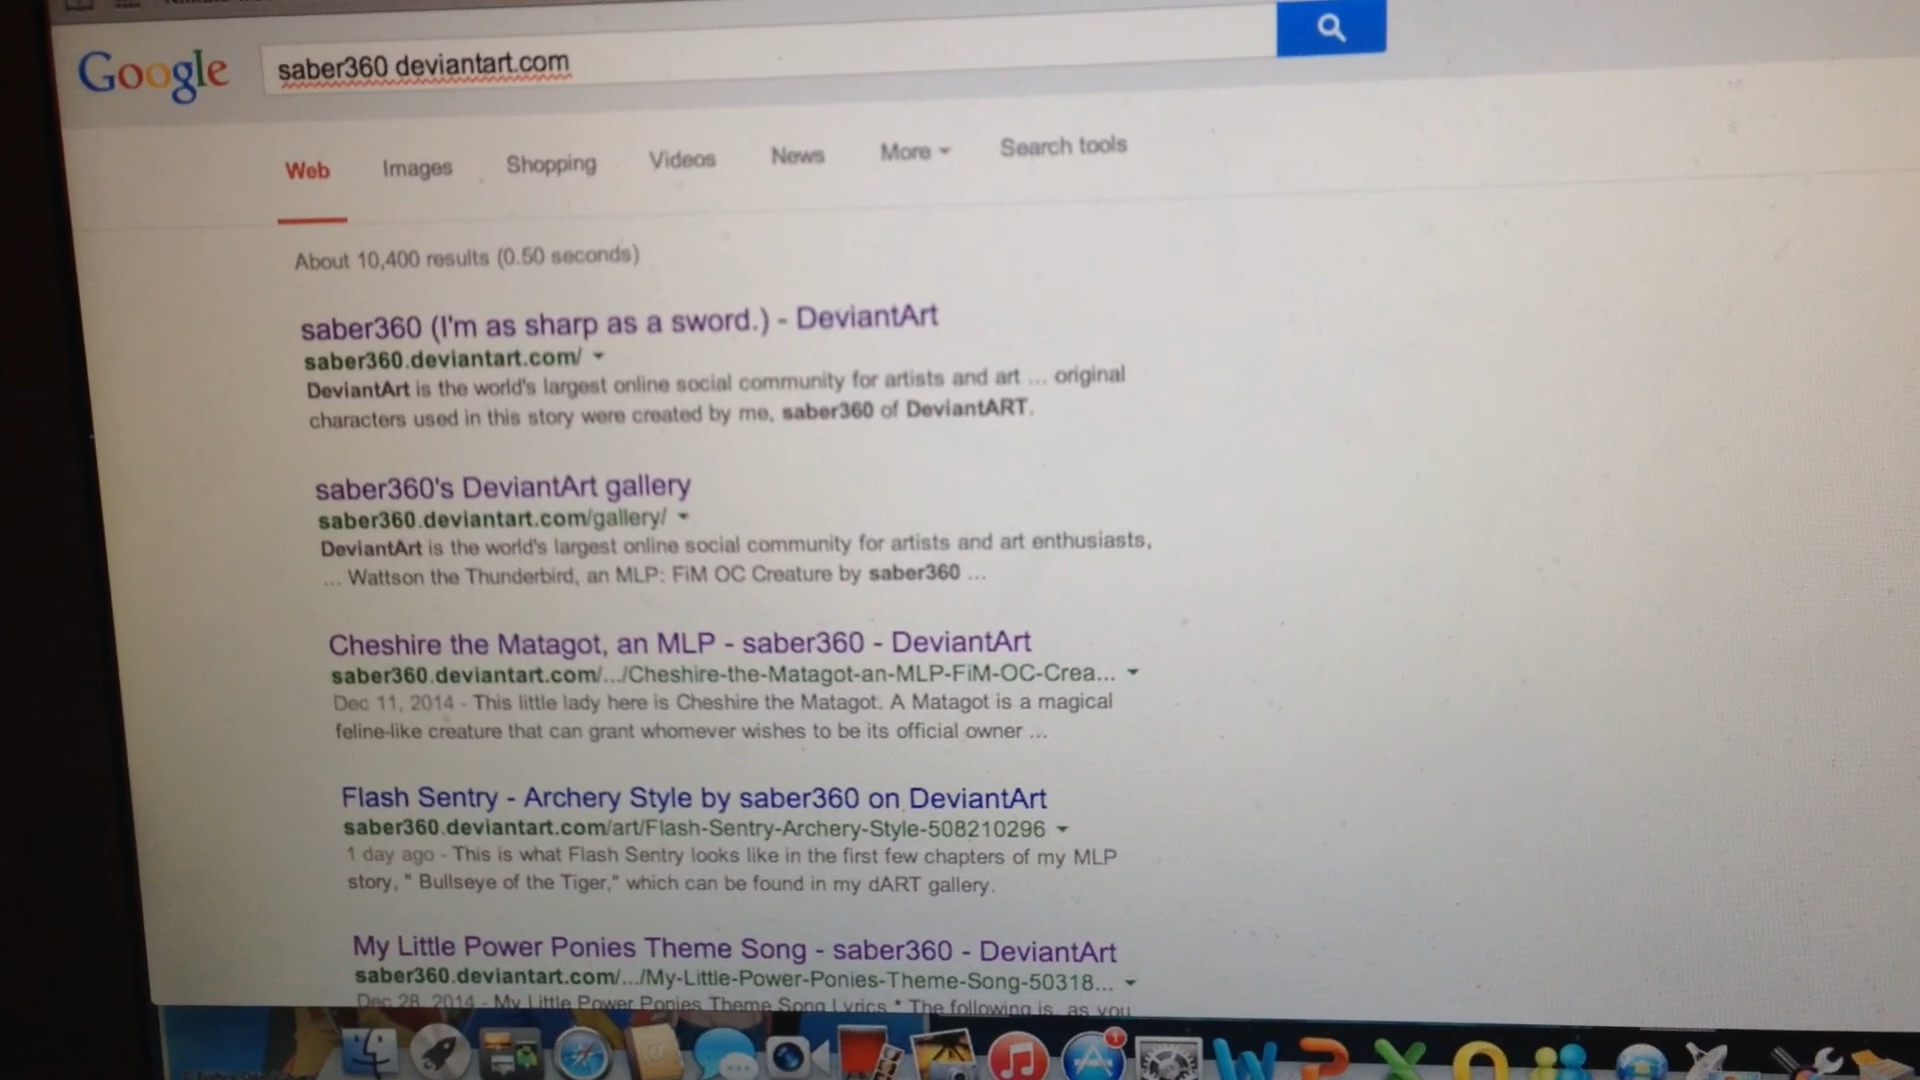 Google
saber360 deviantart.com
Web Images Shopping Videos News More Search tools
About 10,400 results (0.50 seconds)
saber360 (I'm as sharp as a sword.) - DeviantArt
saber360.deviantart.com/
DeviantArt is the world's largest online social community for artists and art ... original
characters used in this story were created by me, saber360 of DeviantART.
saber360's DeviantArt gallery
saber360.deviantart.com/gallery/
DeviantArt is the world's largest online social community for artists and art enthusiasts,
... Wattson the Thunderbird, an MLP: FiM OC Creature by saber360 ...
Cheshire the Matagot, an MLP - saber360 - DeviantArt
saber360.deviantart.com/.../Cheshire-the-Matagot-an-MLP-FiM-OC-Crea...
Dec 11, 2014 - This little lady here is Cheshire the Matagot. A Matagot is a magical
feline-like creature that can grant whomever wishes to be its official owner ...
Flash Sentry - Archery Style by saber360 on DeviantArt
saber360.deviantart.com/art/Flash-Sentry-Archery-Style-508210296
1 day ago - This is what Flash Sentry looks like in the first few chapters of my MLP
story, " Bullseye of the Tiger," which can be found in my dART gallery.
My Little Power Ponies Theme Song - saber360 - DeviantArt
saber360.deviantart.com/.../My-Little-Power-Ponies-Theme-Song-50318...
Dec 28, 2014 - My Little Power Ponies Theme Song Lyrics * The following is, as you
1